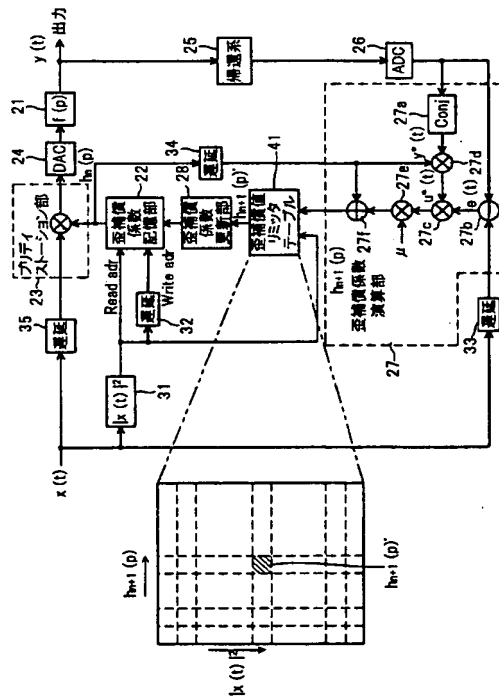 x (t)
35
遅延
プリディ
ストーション部
23
24
DAC
21
f (p)
y (t)
出力
hn (p)
31
|x (t) |²
Read adr
22
歪補償係数
記憶部
34
遅延
25
帰還系
32
遅延
Write adr
28
歪補償
係数
更新部
hn+1 (p)'
26
ADC
41
歪補償値
リミッタ
テーブル
27a
Conj
y* (t)
27d
27e
u* (t)
27f
μ
27c
e (t)
27b
hn+1 (p)
歪補償係数
演算部
27
33
遅延
hn+1 (p)
|x (t) |²
hn+1 (p)'